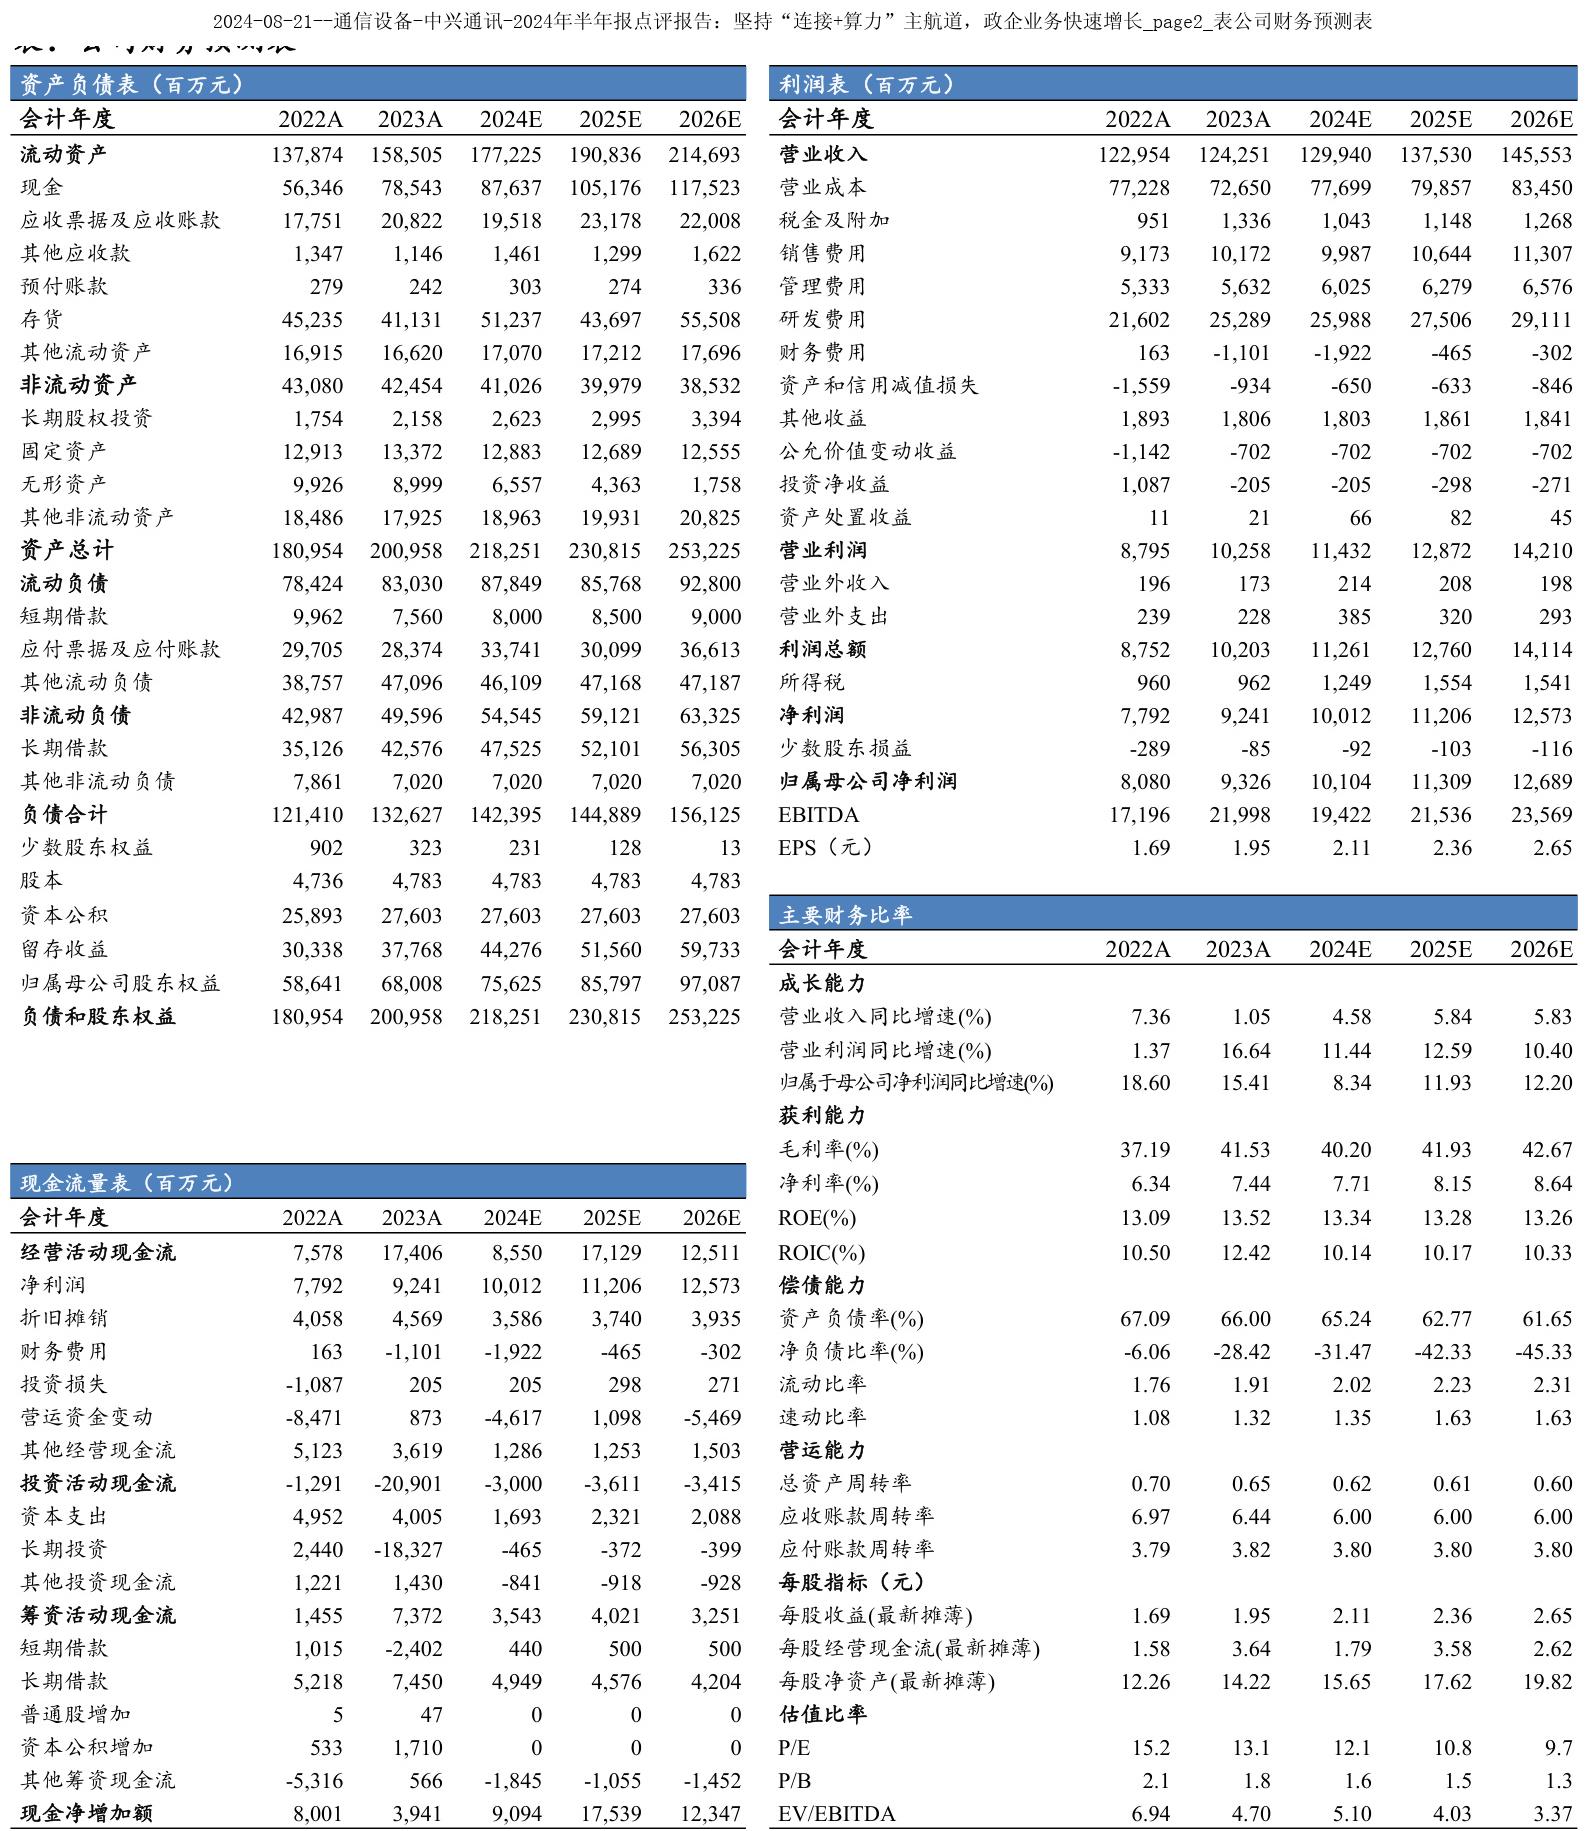 2024-08-21--通信设备-中兴通讯-2024年半年报点评报告：坚持“连接+算力”主航道，政企业务快速增长_page2_表公司财务预测表
表：公司财务预测表
资产负债表（百万元）
会计年度 2022A 2023A 2024E 2025E 2026E
流动资产 137,874 158,505 177,225 190,836 214,693
现金 56,346 78,543 87,637 105,176 117,523
应收票据及应收账款 17,751 20,822 19,518 23,178 22,008
其他应收款 1,347 1,146 1,461 1,299 1,622
预付账款 279 242 303 274 336
存货 45,235 41,131 51,237 43,697 55,508
其他流动资产 16,915 16,620 17,070 17,212 17,696
非流动资产 43,080 42,454 41,026 39,979 38,532
长期股权投资 1,754 2,158 2,623 2,995 3,394
固定资产 12,913 13,372 12,883 12,689 12,555
无形资产 9,926 8,999 6,557 4,363 1,758
其他非流动资产 18,486 17,925 18,963 19,931 20,825
资产总计 180,954 200,958 218,251 230,815 253,225
流动负债 78,424 83,030 87,849 85,768 92,800
短期借款 9,962 7,560 8,000 8,500 9,000
应付票据及应付账款 29,705 28,374 33,741 30,099 36,613
其他流动负债 38,757 47,096 46,109 47,168 47,187
非流动负债 42,987 49,596 54,545 59,121 63,325
长期借款 35,126 42,576 47,525 52,101 56,305
其他非流动负债 7,861 7,020 7,020 7,020 7,020
负债合计 121,410 132,627 142,395 144,889 156,125
少数股东权益 902 323 231 128 13
股本 4,736 4,783 4,783 4,783 4,783
资本公积 25,893 27,603 27,603 27,603 27,603
留存收益 30,338 37,768 44,276 51,560 59,733
归属母公司股东权益 58,641 68,008 75,625 85,797 97,087
负债和股东权益 180,954 200,958 218,251 230,815 253,225
现金流量表（百万元）
会计年度 2022A 2023A 2024E 2025E 2026E
经营活动现金流 7,578 17,406 8,550 17,129 12,511
净利润 7,792 9,241 10,012 11,206 12,573
折旧摊销 4,058 4,569 3,586 3,740 3,935
财务费用 163 -1,101 -1,922 -465 -302
投资损失 -1,087 205 205 298 271
营运资金变动 -8,471 873 -4,617 1,098 -5,469
其他经营现金流 5,123 3,619 1,286 1,253 1,503
投资活动现金流 -1,291 -20,901 -3,000 -3,611 -3,415
资本支出 4,952 4,005 1,693 2,321 2,088
长期投资 2,440 -18,327 -465 -372 -399
其他投资现金流 1,221 1,430 -841 -918 -928
筹资活动现金流 1,455 7,372 3,543 4,021 3,251
短期借款 1,015 -2,402 440 500 500
长期借款 5,218 7,450 4,949 4,576 4,204
普通股增加 5 47 0 0 0
资本公积增加 533 1,710 0 0 0
其他筹资现金流 -5,316 566 -1,845 -1,055 -1,452
现金净增加额 8,001 3,941 9,094 17,539 12,347
利润表（百万元）
会计年度 2022A 2023A 2024E 2025E 2026E
营业收入 122,954 124,251 129,940 137,530 145,553
营业成本 77,228 72,650 77,699 79,857 83,450
税金及附加 951 1,336 1,043 1,148 1,268
销售费用 9,173 10,172 9,987 10,644 11,307
管理费用 5,333 5,632 6,025 6,279 6,576
研发费用 21,602 25,289 25,988 27,506 29,111
财务费用 163 -1,101 -1,922 -465 -302
资产和信用减值损失 -1,559 -934 -650 -633 -846
其他收益 1,893 1,806 1,803 1,861 1,841
公允价值变动收益 -1,142 -702 -702 -702 -702
投资净收益 1,087 -205 -205 -298 -271
资产处置收益 11 21 66 82 45
营业利润 8,795 10,258 11,432 12,872 14,210
营业外收入 196 173 214 208 198
营业外支出 239 228 385 320 293
利润总额 8,752 10,203 11,261 12,760 14,114
所得税 960 962 1,249 1,554 1,541
净利润 7,792 9,241 10,012 11,206 12,573
少数股东损益 -289 -85 -92 -103 -116
归属母公司净利润 8,080 9,326 10,104 11,309 12,689
EBITDA 17,196 21,998 19,422 21,536 23,569
EPS（元） 1.69 1.95 2.11 2.36 2.65
主要财务比率
会计年度 2022A 2023A 2024E 2025E 2026E
成长能力
营业收入同比增速(%) 7.36 1.05 4.58 5.84 5.83
营业利润同比增速(%) 1.37 16.64 11.44 12.59 10.40
归属于母公司净利润同比增速(%) 18.60 15.41 8.34 11.93 12.20
获利能力
毛利率(%) 37.19 41.53 40.20 41.93 42.67
净利率(%) 6.34 7.44 7.71 8.15 8.64
ROE(%) 13.09 13.52 13.34 13.28 13.26
ROIC(%) 10.50 12.42 10.14 10.17 10.33
偿债能力
资产负债率(%) 67.09 66.00 65.24 62.77 61.65
净负债比率(%) -6.06 -28.42 -31.47 -42.33 -45.33
流动比率 1.76 1.91 2.02 2.23 2.31
速动比率 1.08 1.32 1.35 1.63 1.63
营运能力
总资产周转率 0.70 0.65 0.62 0.61 0.60
应收账款周转率 6.97 6.44 6.00 6.00 6.00
应付账款周转率 3.79 3.82 3.80 3.80 3.80
每股指标（元）
每股收益(最新摊薄) 1.69 1.95 2.11 2.36 2.65
每股经营现金流(最新摊薄) 1.58 3.64 1.79 3.58 2.62
每股净资产(最新摊薄) 12.26 14.22 15.65 17.62 19.82
估值比率
P/E 15.2 13.1 12.1 10.8 9.7
P/B 2.1 1.8 1.6 1.5 1.3
EV/EBITDA 6.94 4.70 5.10 4.03 3.37